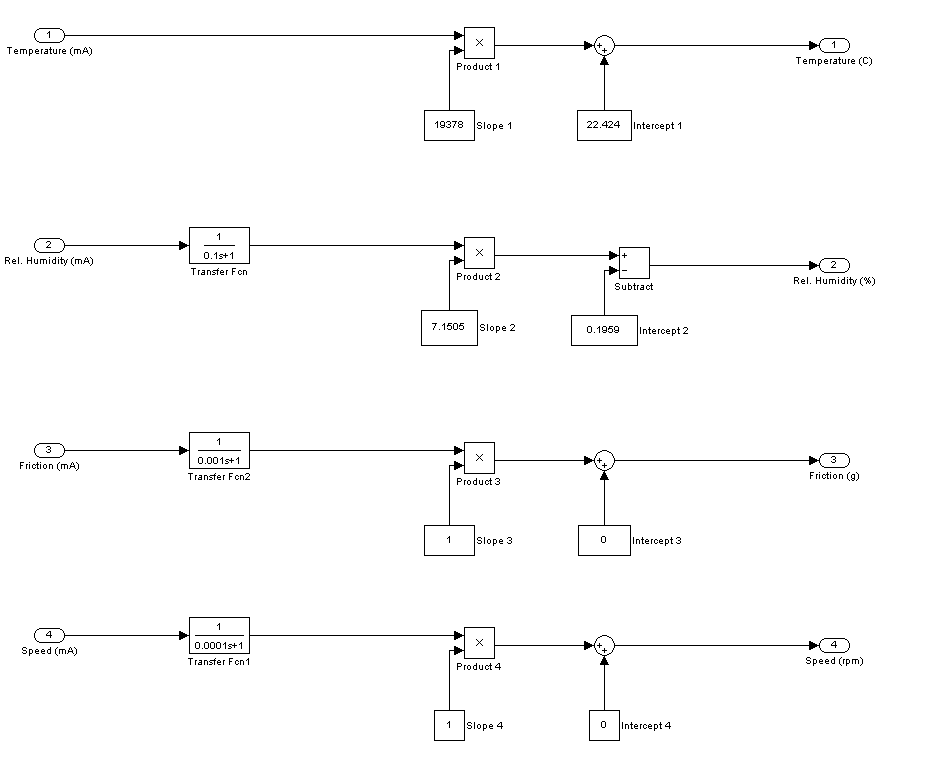 1
Temperature (mA)
×
Product 1
19378
Slope 1
+
+
22.424
Intercept 1
1
Temperature (C)
2
Rel. Humidity (mA)
1
0.1s+1
Transfer Fcn
×
Product 2
7.1505
Slope 2
+
−
Subtract
0.1959
Intercept 2
2
Rel. Humidity (%)
3
Friction (mA)
1
0.001s+1
Transfer Fcn2
×
Product 3
1
Slope 3
+
+
0
Intercept 3
3
Friction (g)
4
Speed (mA)
1
0.0001s+1
Transfer Fcn1
×
Product 4
1
Slope 4
+
+
0
Intercept 4
4
Speed (rpm)